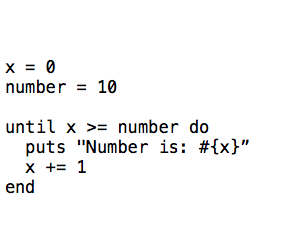 x = 0
number = 10
until x >= number do
puts "Number is: #{x}”
x += 1
end